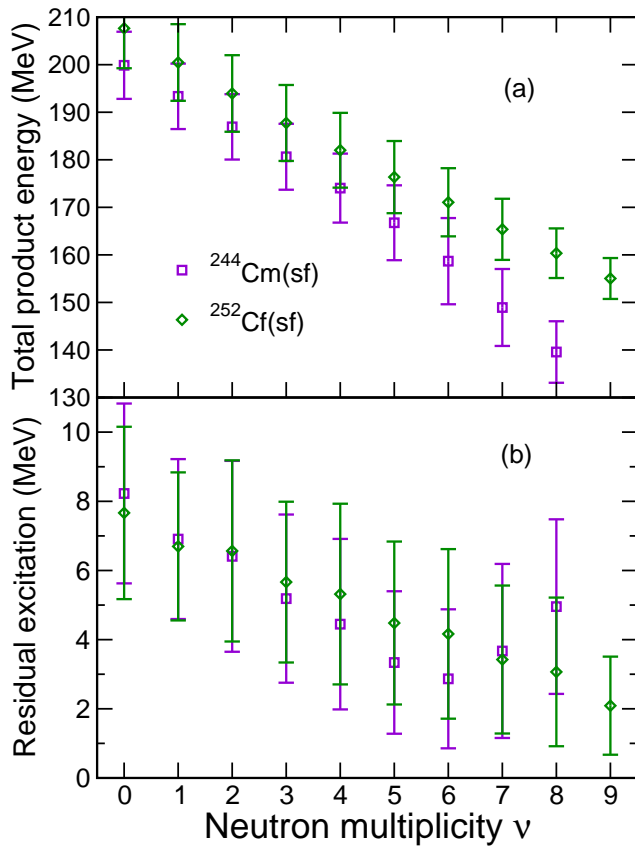 210
200
190
180
170
160
150
140
130
Total product energy (MeV)
(a)
²⁴⁴Cm(sf)
²⁵²Cf(sf)
10
8
6
4
2
0
Residual excitation (MeV)
(b)
0 1 2 3 4 5 6 7 8 9
Neutron multiplicity ν